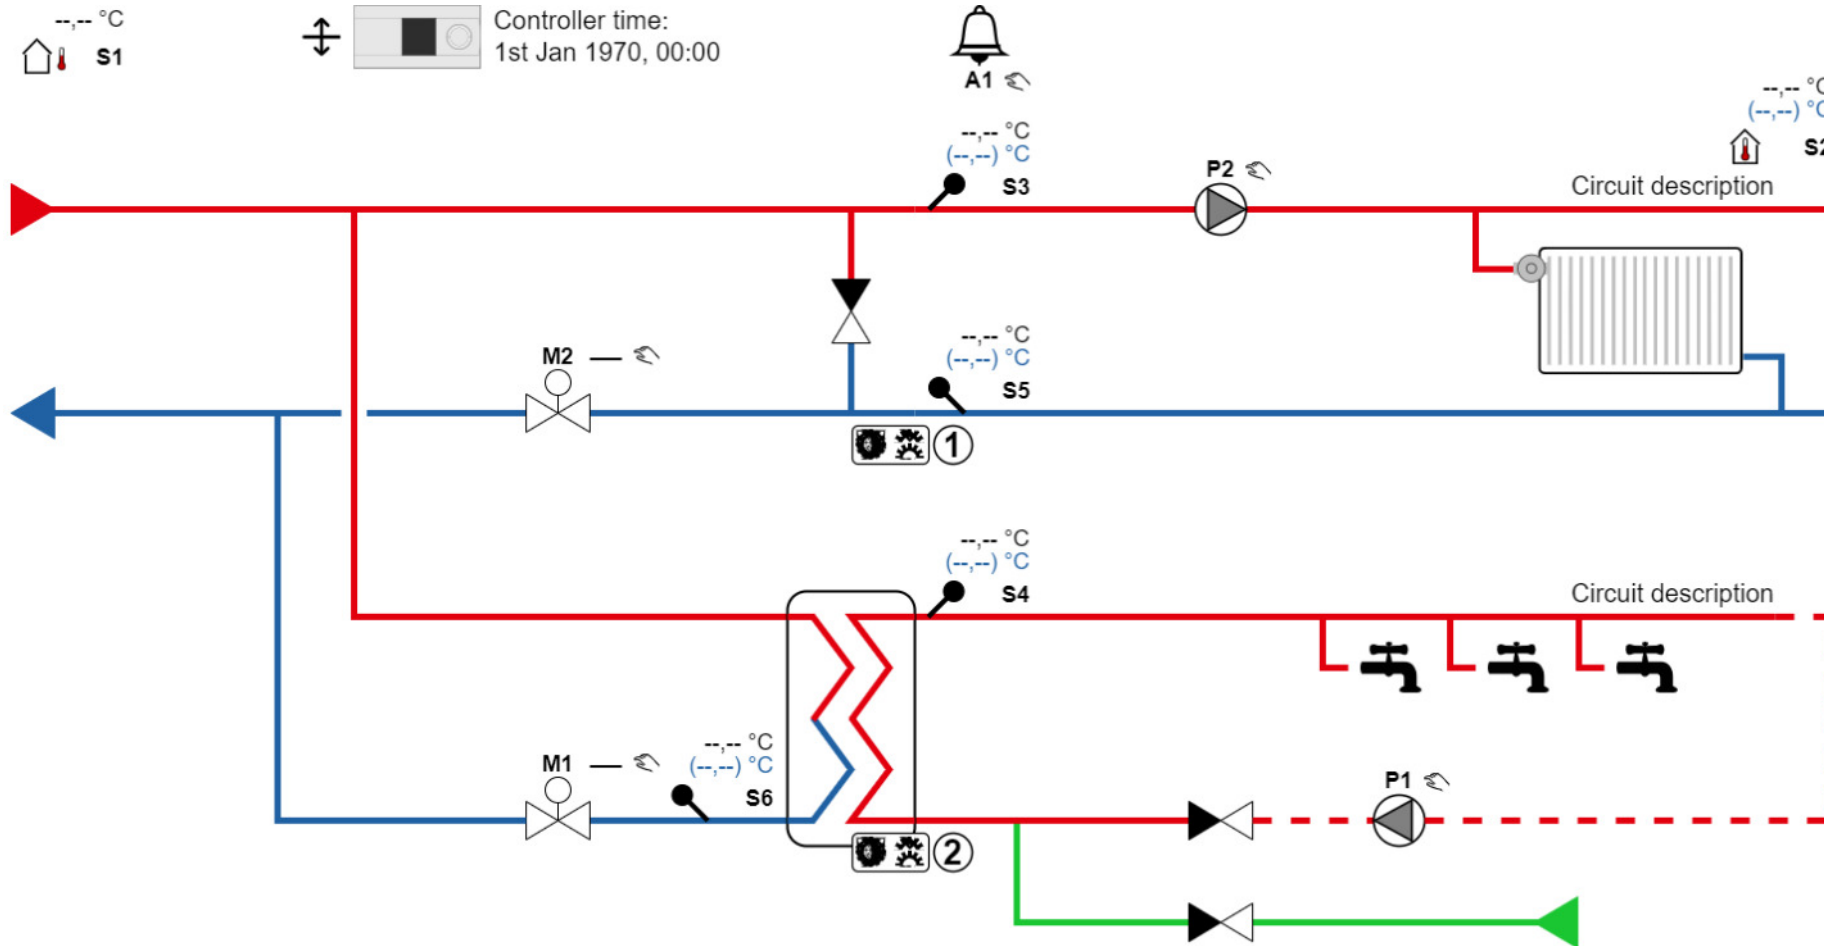 --,-- °C
S1
Controller time:
1st Jan 1970, 00:00
A1
--,-- °C
(--,--) °C
S2
--,-- °C
(--,--) °C
S3
P2
Circuit description
M2
--,-- °C
(--,--) °C
S5
1
--,-- °C
(--,--) °C
S4
Circuit description
M1
--,-- °C
(--,--) °C
S6
P1
2